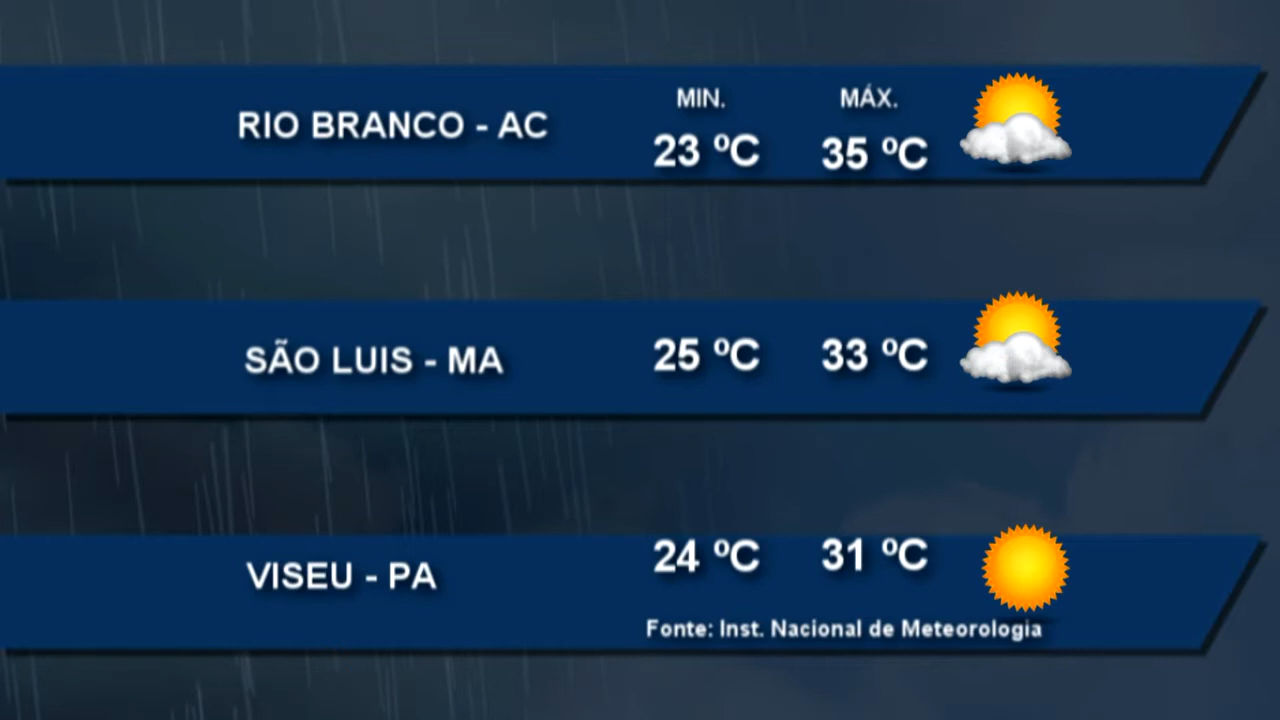 MIN. MÁX.
RIO BRANCO - AC 23 ºC 35 ºC
SÃO LUIS - MA 25 ºC 33 ºC
VISEU - PA 24 ºC 31 ºC
Fonte: Inst. Nacional de Meteorologia